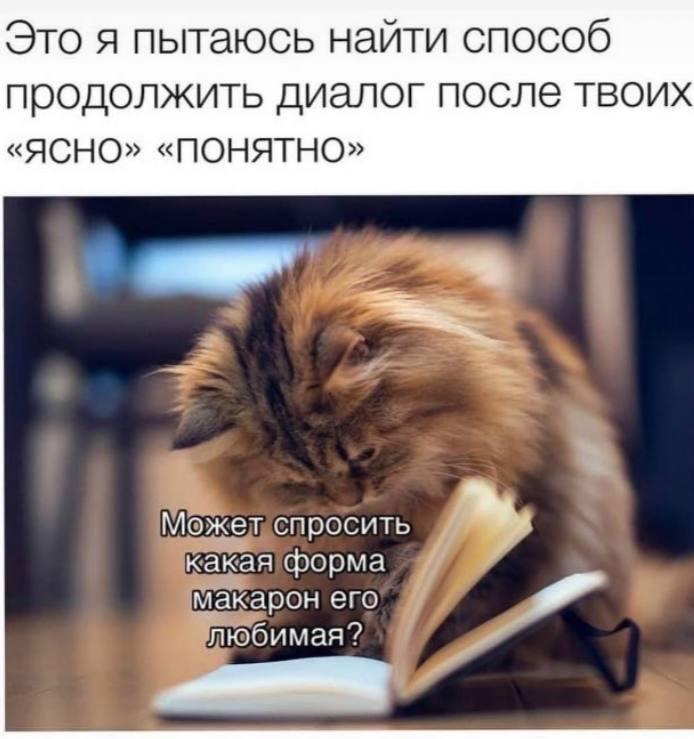 Это я пытаюсь найти способ
продолжить диалог после твоих
«ясно» «понятно»
Может спросить
какая форма
макарон его
любимая?